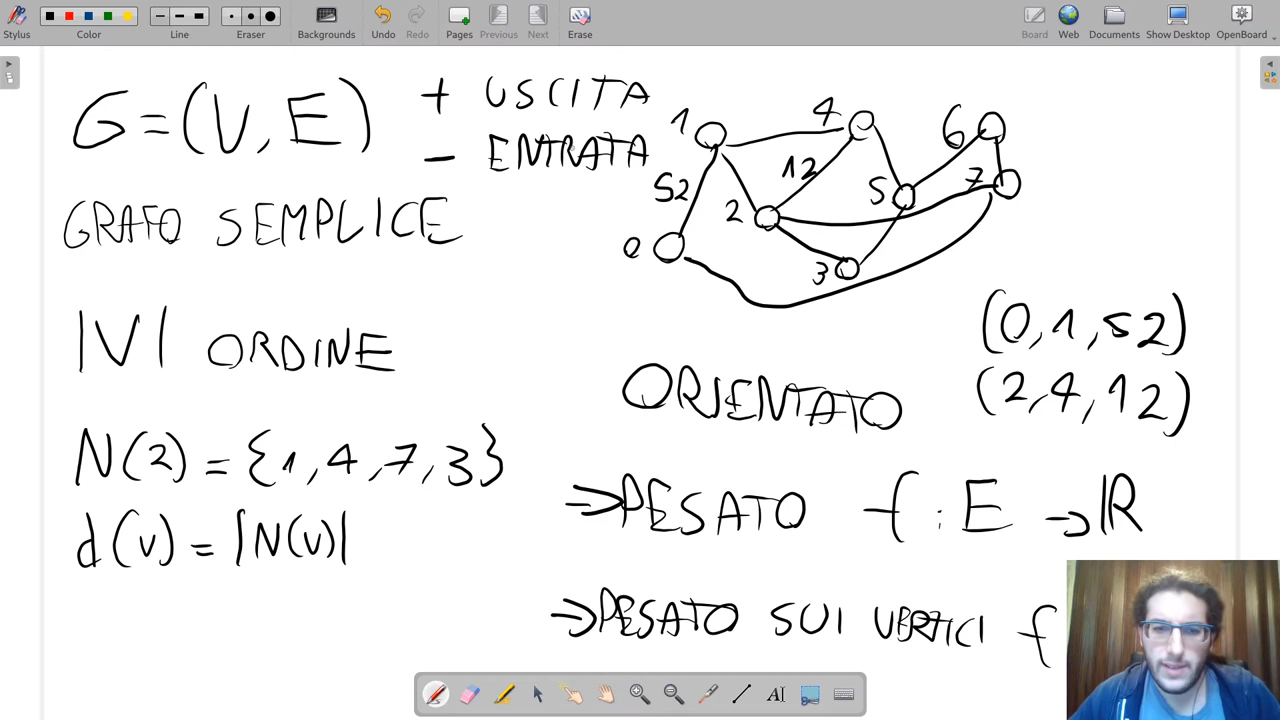 Stylus
Color
Line
Eraser
Backgrounds
Undo
Redo
Pages
Previous
Next
Erase
Board
Web
Documents
Show Desktop
OpenBoard
G = (V, E)
+ USCITA
- ENTRATA
GRAFO SEMPLICE
1
4
6
52
12
2
5
7
0
3
|V| ORDINE
(0,1,52)
ORIENTATO
(2,4,12)
N(2) = {1,4,7,3}
d(v) = |N(v)|
⇒PESATO f : E → ℝ
⇒PESATO SUI VERTICI f
AI